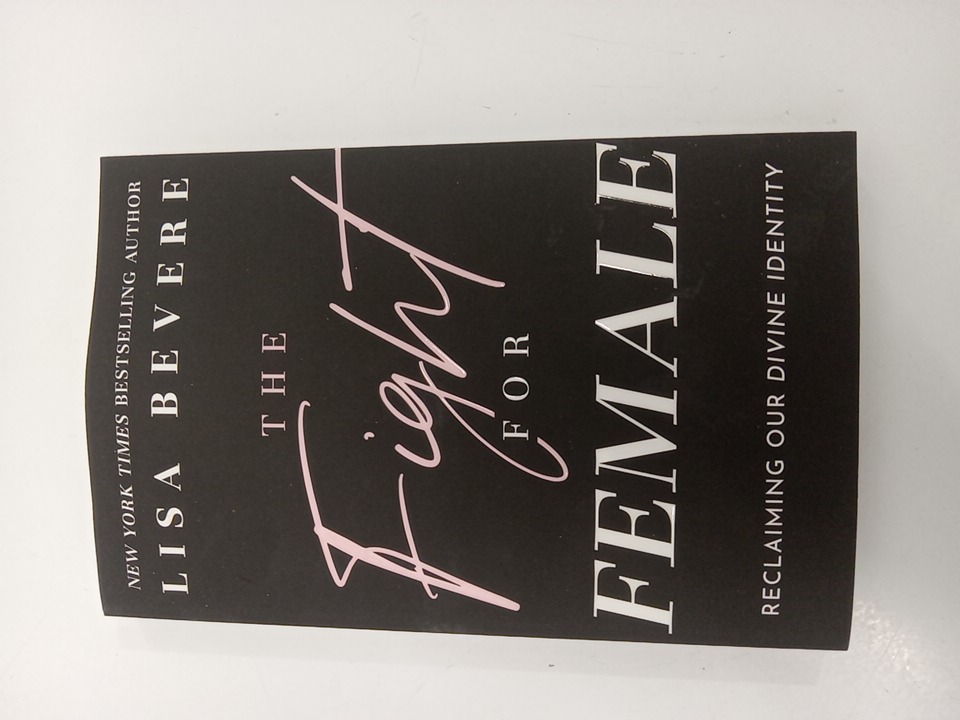 NEW YORK TIMES BESTSELLING AUTHOR
LISA BEVERE
THE
Fight
FOR
FEMALE
RECLAIMING OUR DIVINE IDENTITY